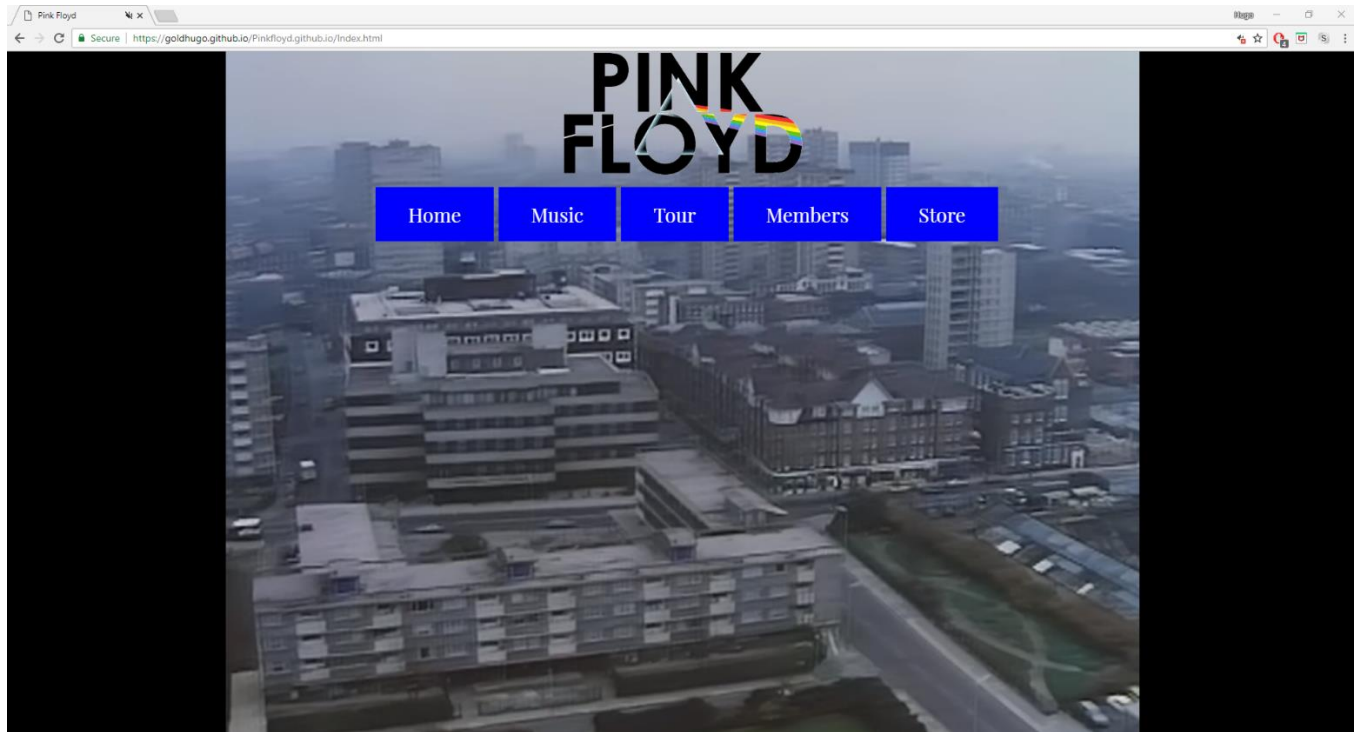 Pink Floyd
Hugo
Secure | https://goldhugo.github.io/Pinkfloyd.github.io/Index.html
PINK
FLOYD
Home Music Tour Members Store